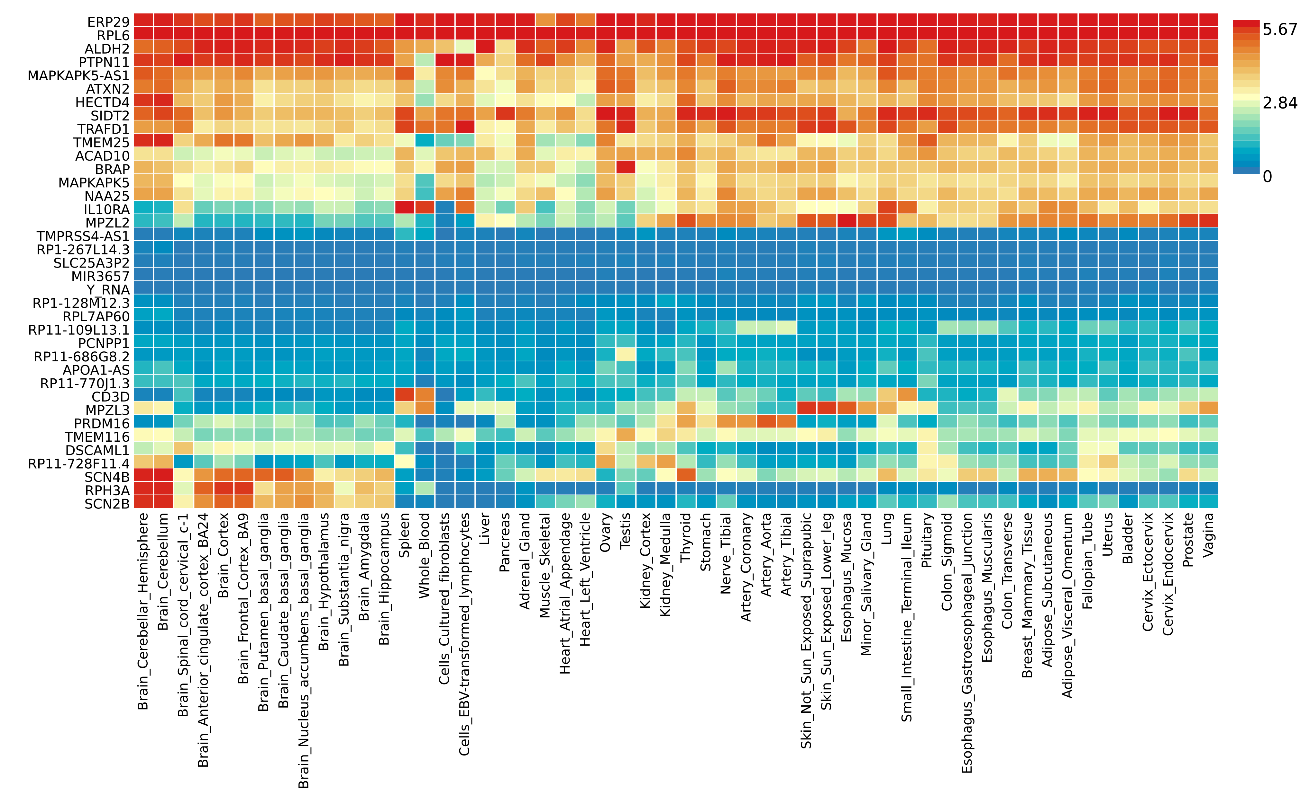 ERP29
RPL6
ALDH2
PTPN11
MAPKAPK5-AS1
ATXN2
HECTD4
SIDT2
TRAFD1
TMEM25
ACAD10
BRAP
MAPKAPK5
NAA25
IL10RA
MPZL2
TMPRSS4-AS1
RP1-267L14.3
SLC25A3P2
MIR3657
Y_RNA
RP1-128M12.3
RPL7AP60
RP11-109L13.1
PCNPP1
RP11-686G8.2
APOA1-AS
RP11-770J1.3
CD3D
MPZL3
PRDM16
TMEM116
DSCAML1
RP11-728F11.4
SCN4B
RPH3A
SCN2B
5.67
2.84
0
Brain_Cerebellar_Hemisphere
Brain_Cerebellum
Brain_Spinal_cord_cervical_c-1
Brain_Anterior_cingulate_cortex_BA24
Brain_Cortex
Brain_Frontal_Cortex_BA9
Brain_Putamen_basal_ganglia
Brain_Caudate_basal_ganglia
Brain_Nucleus_accumbens_basal_ganglia
Brain_Hypothalamus
Brain_Substantia_nigra
Brain_Amygdala
Brain_Hippocampus
Spleen
Whole_Blood
Cells_Cultured_fibroblasts
Cells_EBV-transformed_lymphocytes
Liver
Pancreas
Adrenal_Gland
Muscle_Skeletal
Heart_Atrial_Appendage
Heart_Left_Ventricle
Ovary
Testis
Kidney_Cortex
Kidney_Medulla
Thyroid
Stomach
Nerve_Tibial
Artery_Coronary
Artery_Aorta
Artery_Tibial
Skin_Not_Sun_Exposed_Suprapubic
Skin_Sun_Exposed_Lower_leg
Esophagus_Mucosa
Minor_Salivary_Gland
Lung
Small_Intestine_Terminal_Ileum
Pituitary
Colon_Sigmoid
Esophagus_Gastroesophageal_Junction
Esophagus_Muscularis
Colon_Transverse
Breast_Mammary_Tissue
Adipose_Subcutaneous
Adipose_Visceral_Omentum
Fallopian_Tube
Uterus
Bladder
Cervix_Ectocervix
Cervix_Endocervix
Prostate
Vagina